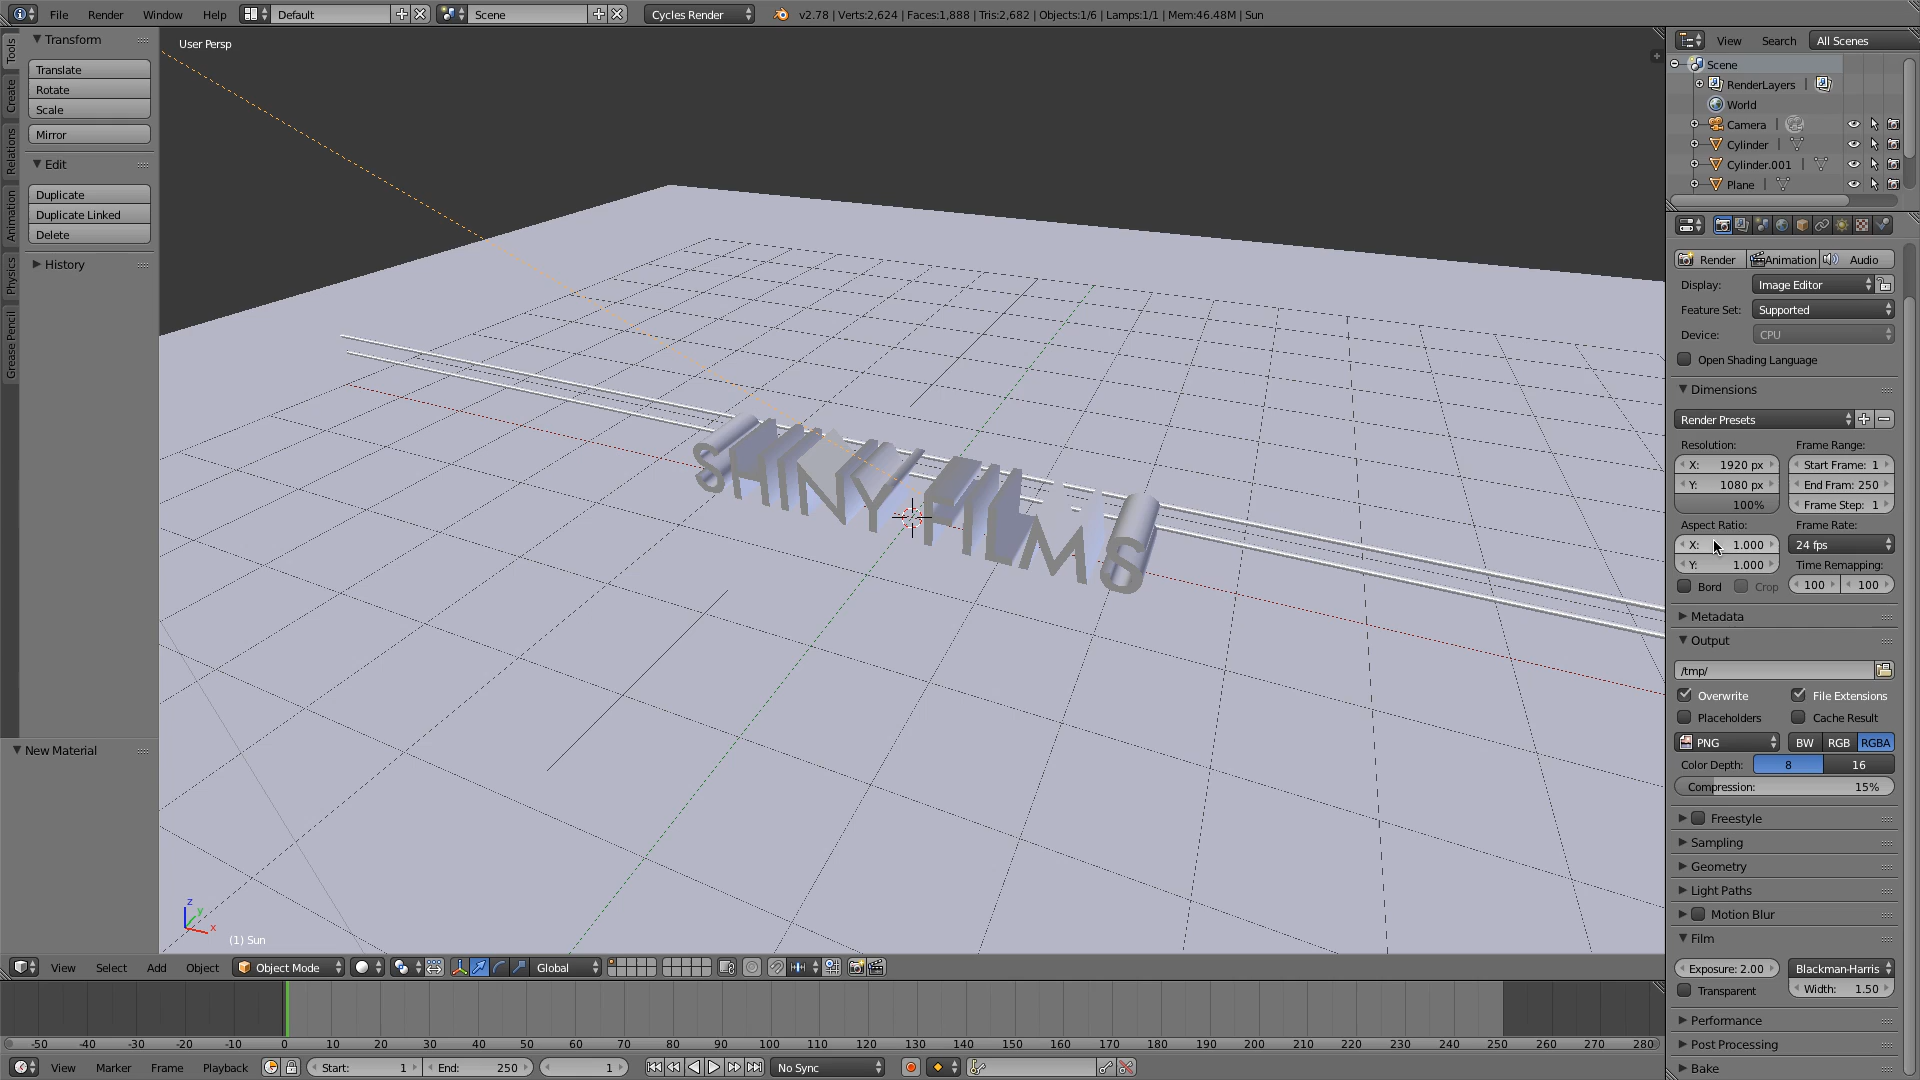 File Render Window Help Default Scene Cycles Render v2.78 | Verts:2,624 | Faces:1,888 | Tris:2,682 | Objects:1/6 | Lamps:1/1 | Mem:46.48M | Sun
Tools
Create
Relations
Animation
Physics
Grease Pencil
Transform
Translate
Rotate
Scale
Mirror
Edit
Duplicate
Duplicate Linked
Delete
History
New Material
User Persp
SHINY FILMS
z
y
x
(1) Sun
View Search All Scenes
Scene
RenderLayers |
World
Camera |
Cylinder |
Cylinder.001 |
Plane |
Render Animation Audio
Display: Image Editor
Feature Set: Supported
Device: CPU
Open Shading Language
Dimensions
Render Presets
Resolution: Frame Range:
X: 1920 px Start Frame: 1
Y: 1080 px End Fram: 250
100% Frame Step: 1
Aspect Ratio: Frame Rate:
X: 1.000 24 fps
Y: 1.000 Time Remapping:
Bord Crop 100 100
Metadata
Output
/tmp/
Overwrite File Extensions
Placeholders Cache Result
PNG BW RGB RGBA
Color Depth: 8 16
Compression: 15%
Freestyle
Sampling
Geometry
Light Paths
Motion Blur
Film
Exposure: 2.00 Blackman-Harris
Transparent Width: 1.50
Performance
Post Processing
Bake
View Select Add Object Object Mode Global
-50 -40 -30 -20 -10 0 10 20 30 40 50 60 70 80 90 100 110 120 130 140 150 160 170 180 190 200 210 220 230 240 250 260 270 280
View Marker Frame Playback Start: 1 End: 250 1 No Sync